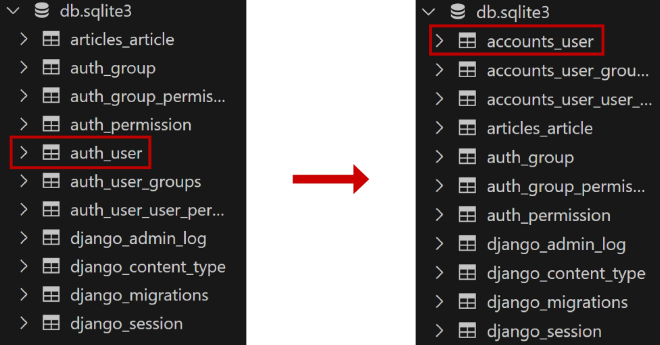 db.sqlite3
articles_article
auth_group
auth_group_permis...
auth_permission
auth_user
auth_user_groups
auth_user_user_per...
django_admin_log
django_content_type
django_migrations
django_session
db.sqlite3
accounts_user
accounts_user_grou...
accounts_user_user_...
articles_article
auth_group
auth_group_permis...
auth_permission
django_admin_log
django_content_type
django_migrations
django_session